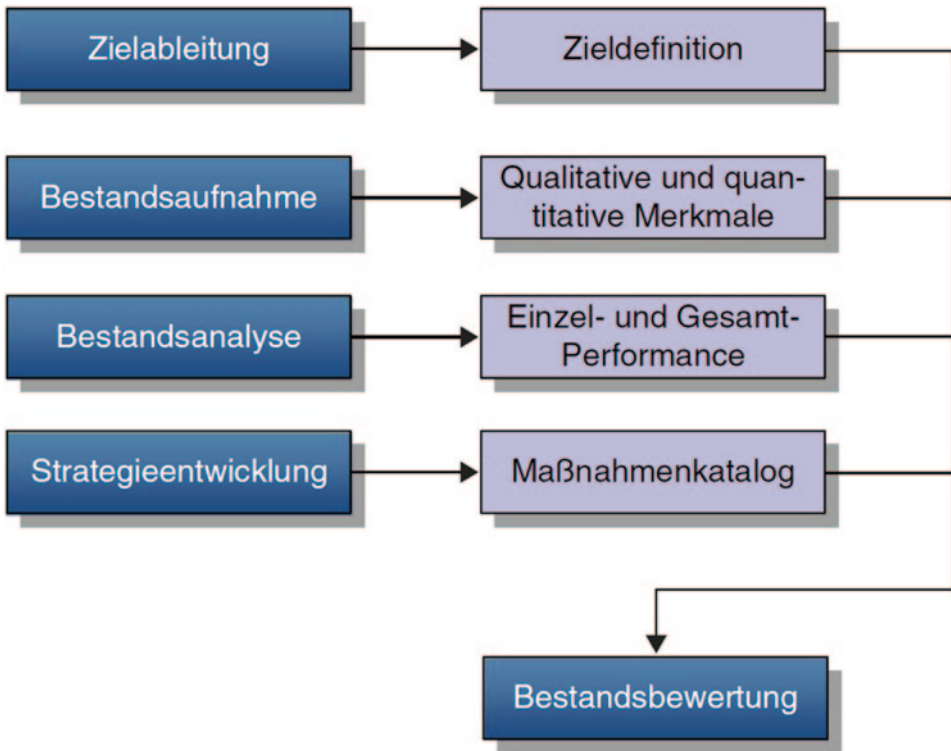 Zielableitung
Zieldefinition
Bestandsaufnahme
Qualitative und quan-
titative Merkmale
Bestandsanalyse
Einzel- und Gesamt-
Performance
Strategieentwicklung
Maßnahmenkatalog
Bestandsbewertung